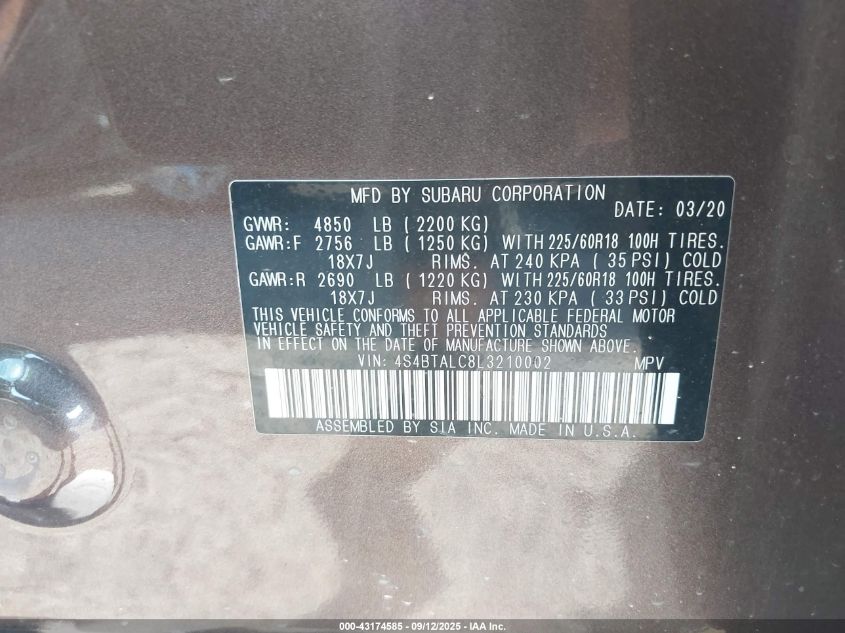 MFD BY SUBARU CORPORATION
DATE: 03/20
GVWR: 4850 LB ( 2200 KG)
GAWR:F 2756 LB ( 1250 KG) WITH 225/60R18 100H TIRES.
18X7J RIMS. AT 240 KPA ( 35 PSI) COLD
GAWR:R 2690 LB ( 1220 KG) WITH 225/60R18 100H TIRES.
18X7J RIMS. AT 230 KPA ( 33 PSI) COLD
THIS VEHICLE CONFORMS TO ALL APPLICABLE FEDERAL MOTOR
VEHICLE SAFETY AND THEFT PREVENTION STANDARDS
IN EFFECT ON THE DATE OF MANUFACTURE SHOWN ABOVE.
VIN: 4S4BTALC8L3210002 MPV
ASSEMBLED BY SIA INC. MADE IN U.S.A.
000-43174585 - 09/12/2025 - IAA Inc.